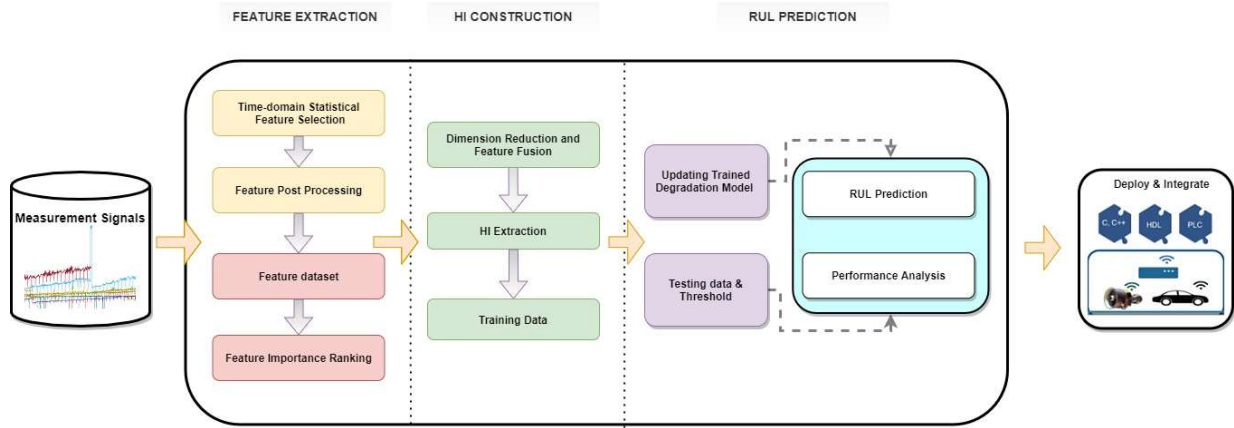 FEATURE EXTRACTION
HI CONSTRUCTION
RUL PREDICTION
Measurement Signals
Time-domain Statistical
Feature Selection
Feature Post Processing
Feature dataset
Feature Importance Ranking
Dimension Reduction and
Feature Fusion
HI Extraction
Training Data
Updating Trained
Degradation Model
Testing data &
Threshold
RUL Prediction
Performance Analysis
Deploy & Integrate
C, C++
HDL
PLC